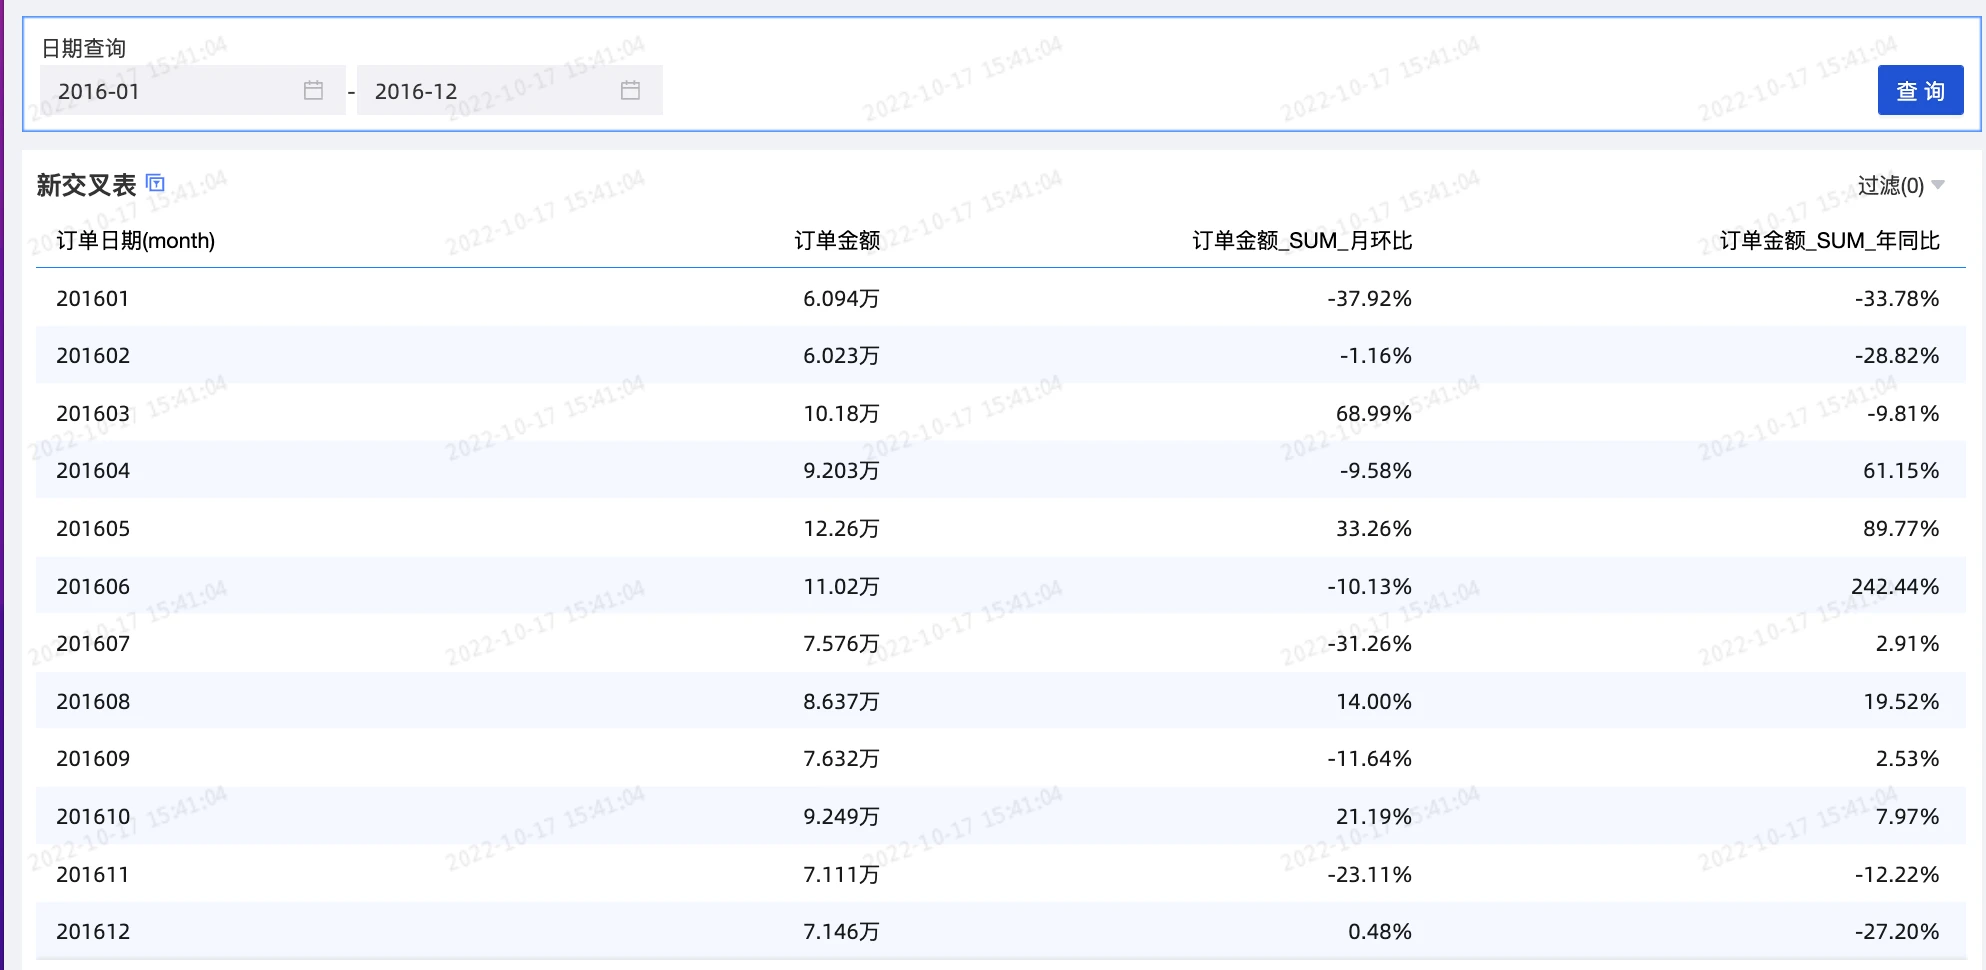 日期查询
2016-01 - 2016-12 查 询
新交叉表 过滤(0)
订单日期(month) 订单金额 订单金额_SUM_月环比 订单金额_SUM_年同比
201601 6.094万 -37.92% -33.78%
201602 6.023万 -1.16% -28.82%
201603 10.18万 68.99% -9.81%
201604 9.203万 -9.58% 61.15%
201605 12.26万 33.26% 89.77%
201606 11.02万 -10.13% 242.44%
201607 7.576万 -31.26% 2.91%
201608 8.637万 14.00% 19.52%
201609 7.632万 -11.64% 2.53%
201610 9.249万 21.19% 7.97%
201611 7.111万 -23.11% -12.22%
201612 7.146万 0.48% -27.20%
2022-10-17 15:41:04